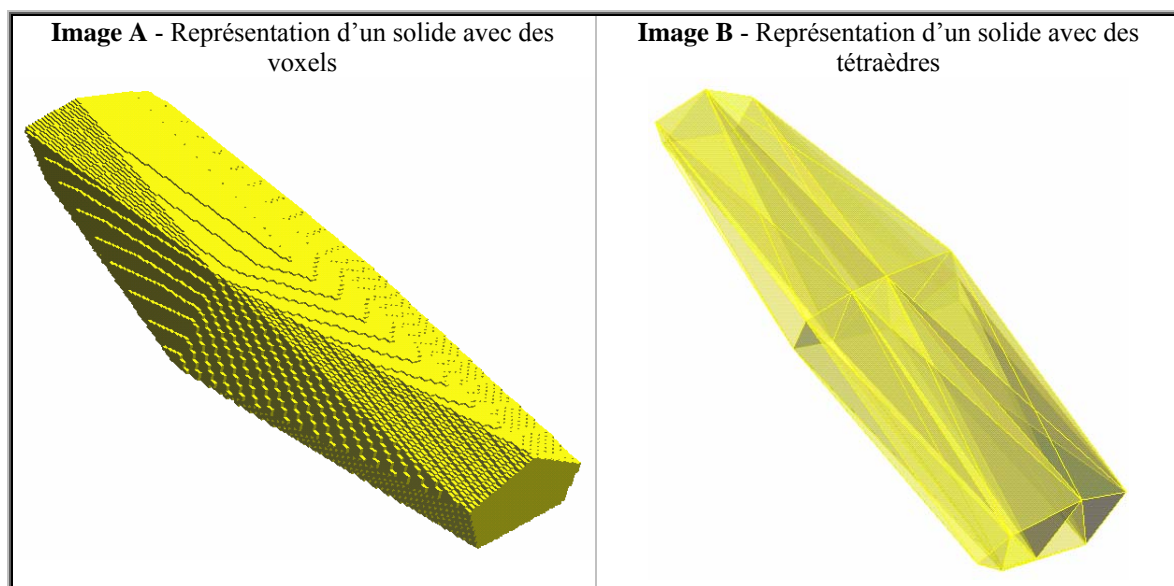 Image A - Représentation d’un solide avec des
voxels
Image B - Représentation d’un solide avec des
tétraèdres